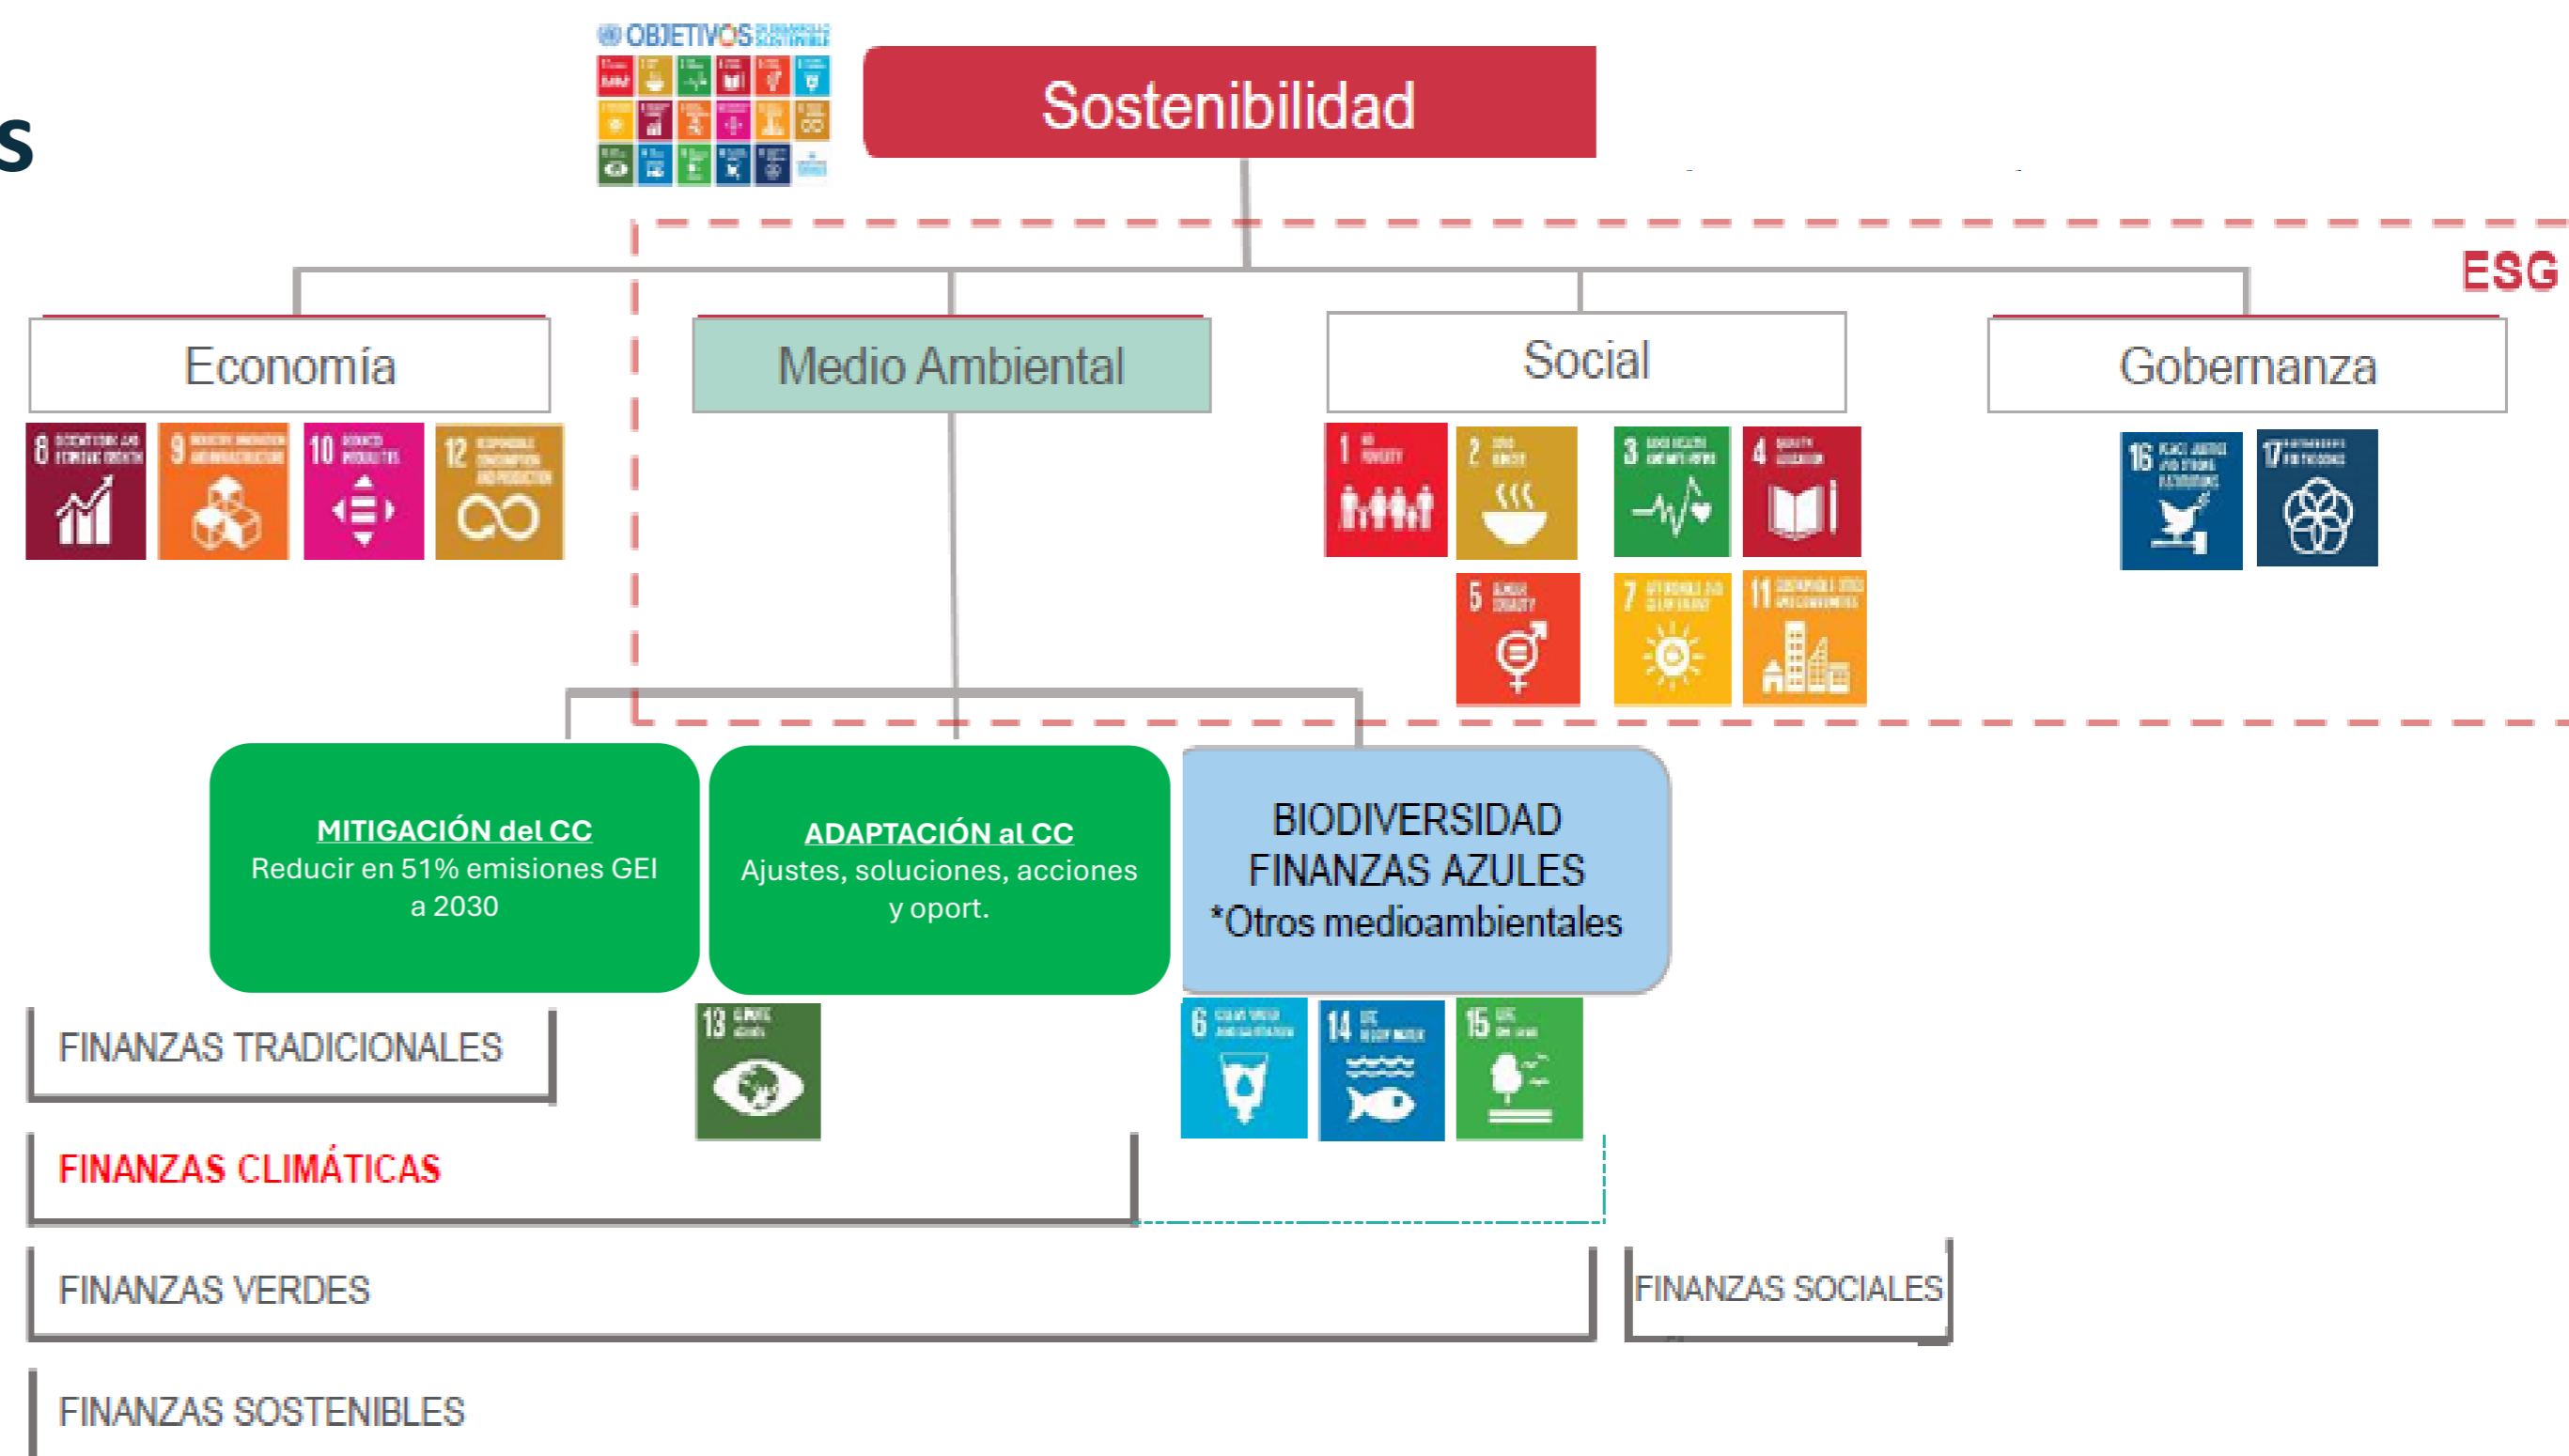 OBJETIVOS
Sostenibilidad
s
ESG
Economía
Medio Ambiental
Social
Gobernanza
8
9
10
12
1
2
3
4
16
17
5
7
11
MITIGACIÓN del CC
Reducir en 51% emisiones GEI
a 2030
ADAPTACIÓN al CC
Ajustes, soluciones, acciones
y oport.
BIODIVERSIDAD
FINANZAS AZULES
*Otros medioambientales
13
6
14
15
FINANZAS TRADICIONALES
FINANZAS CLIMÁTICAS
FINANZAS VERDES
FINANZAS SOCIALES
FINANZAS SOSTENIBLES